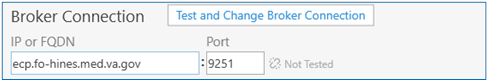 Broker Connection Test and Change Broker Connection
IP or FQDN Port
ecp.fo-hines.med.va.gov : 9251 Not Tested